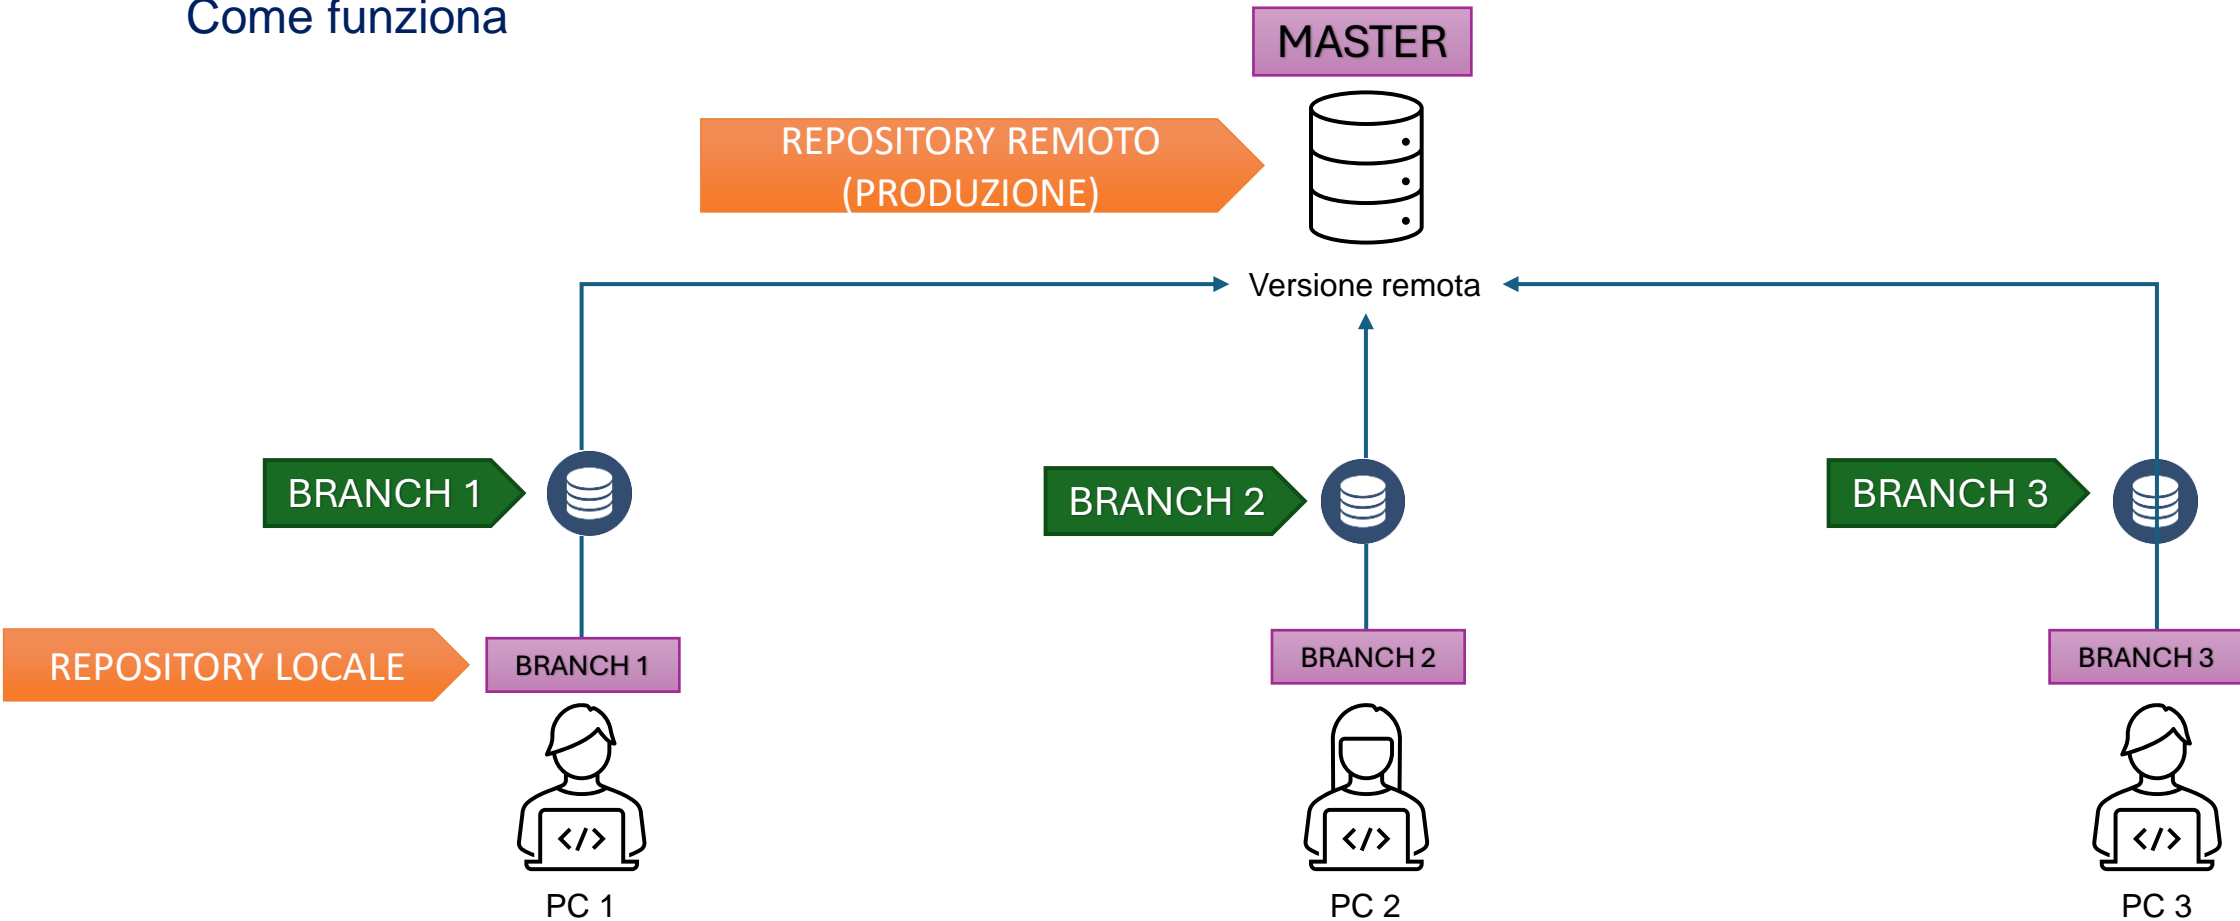 Come funziona
MASTER
REPOSITORY REMOTO
(PRODUZIONE)
Versione remota
BRANCH 1
BRANCH 2
BRANCH 3
REPOSITORY LOCALE
BRANCH 1
BRANCH 2
BRANCH 3
</>
</>
</>
PC 1
PC 2
PC 3